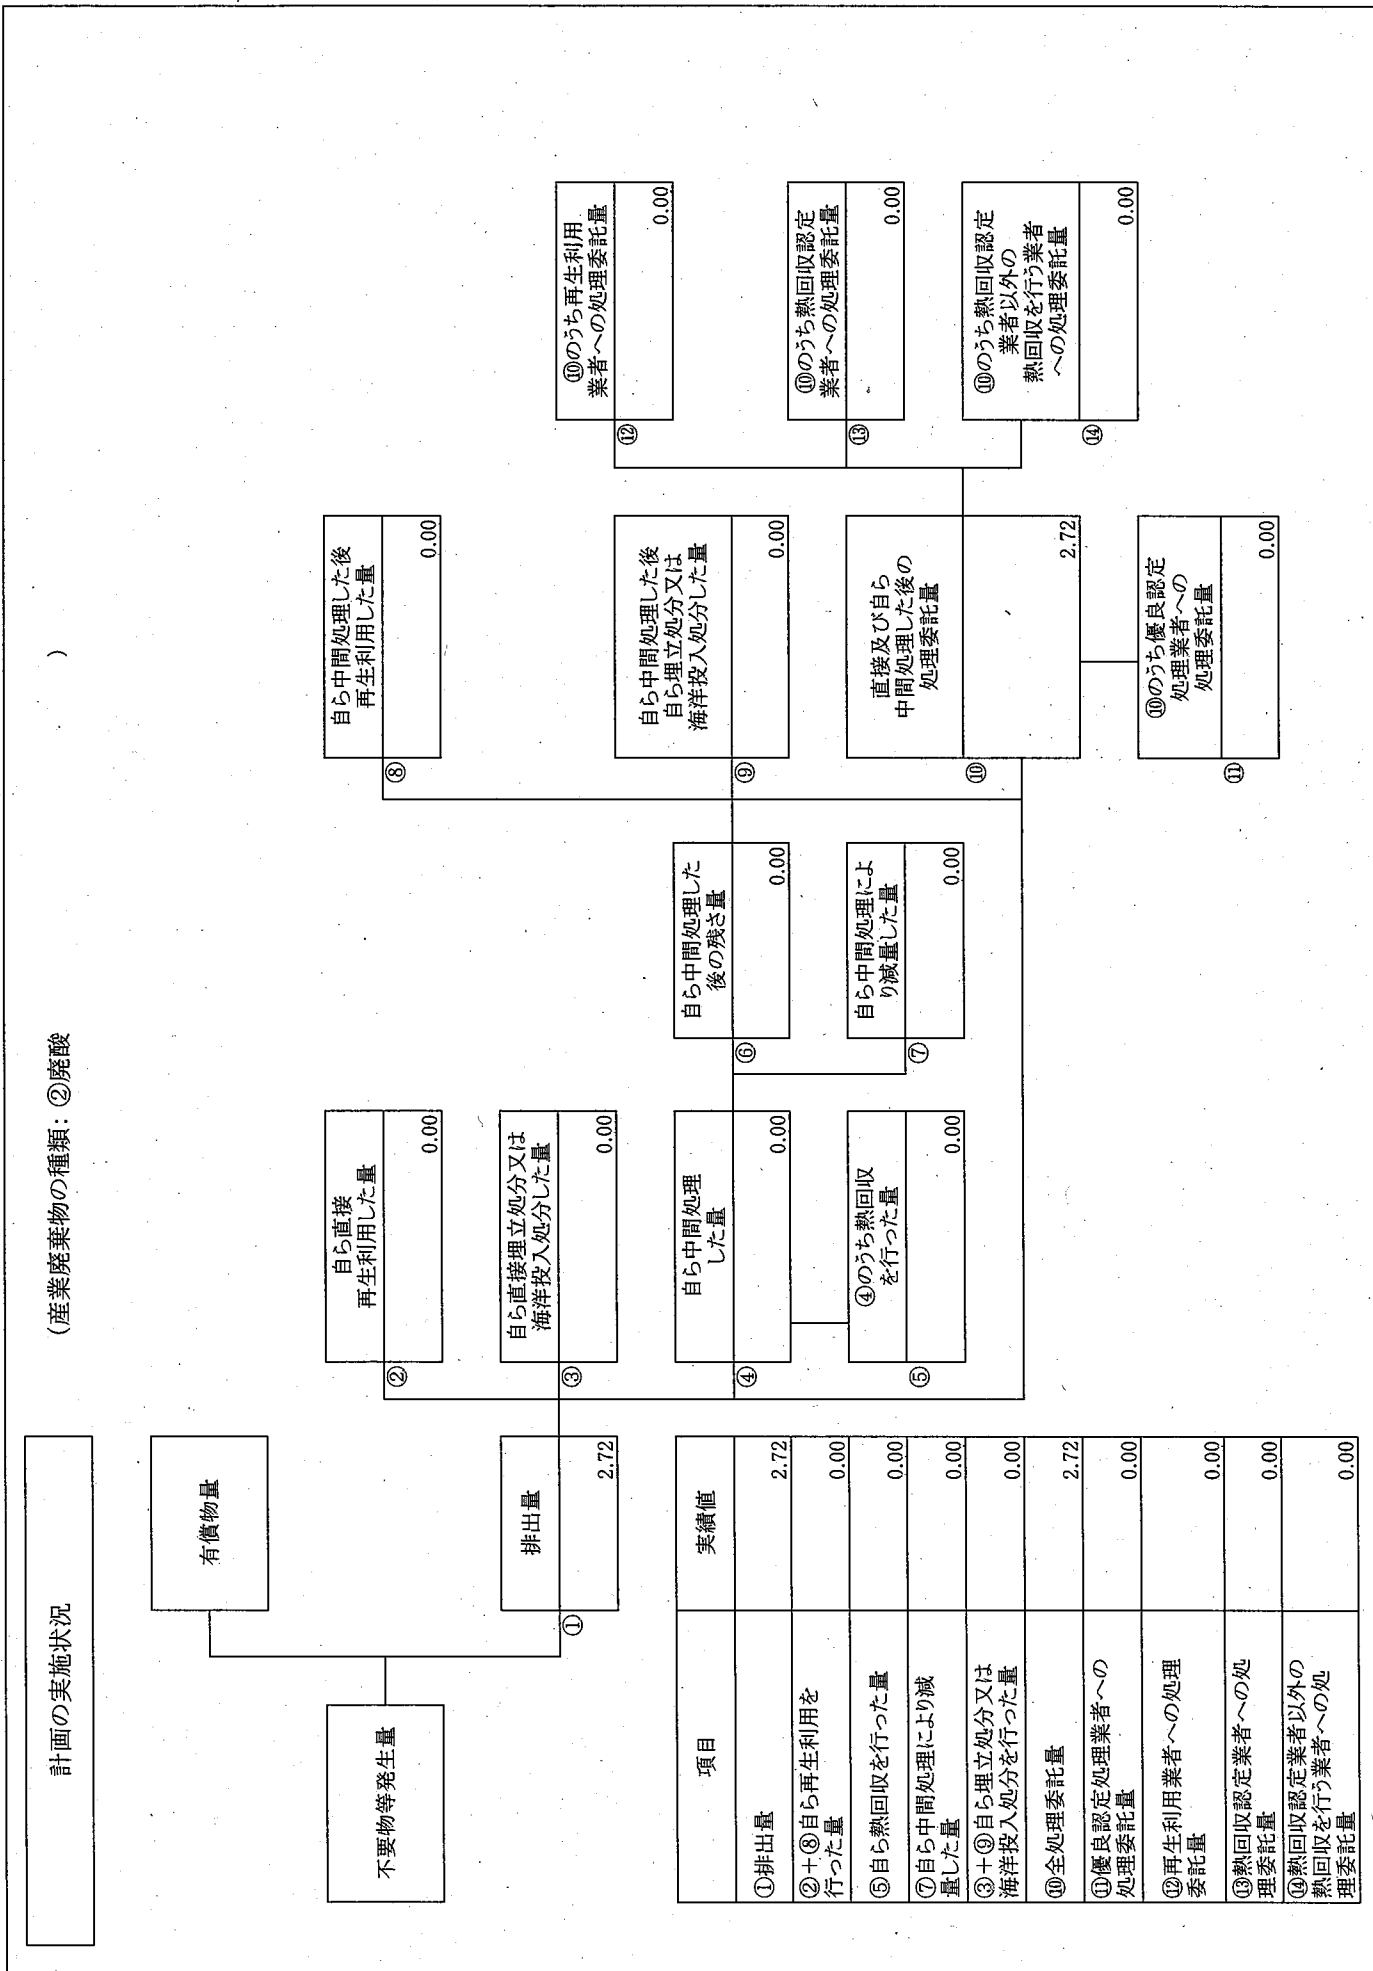 計画の実施状況
(産業廃棄物の種類：②廃酸
)
不要物等発生量
有償物量
①
排出量
2.72
②
自ら直接
再生利用した量
0.00
③
自ら直接埋立処分又は
海洋投入処分した量
0.00
④
自ら中間処理
した量
0.00
⑤
④のうち熱回収
を行った量
0.00
⑥
自ら中間処理した
後の残さ量
0.00
⑦
自ら中間処理によ
り減量した量
0.00
⑧
自ら中間処理した後
再生利用した量
0.00
⑨
自ら中間処理した後
自ら埋立処分又は
海洋投入処分した量
0.00
⑩
直接及び自ら
中間処理した後の
処理委託量
2.72
⑪
⑩のうち優良認定
処理業者への
処理委託量
0.00
⑫
⑩のうち再生利用
業者への処理委託量
0.00
⑬
⑩のうち熱回収認定
業者への処理委託量
0.00
⑭
⑩のうち熱回収認定
業者以外の
熱回収を行う業者
への処理委託量
0.00
項目
実績値
①排出量
2.72
②＋⑧自ら再生利用を
行った量
0.00
⑤自ら熱回収を行った量
0.00
⑦自ら中間処理により減
量した量
0.00
③＋⑨自ら埋立処分又は
海洋投入処分を行った量
0.00
⑩全処理委託量
2.72
⑪優良認定処理業者への
処理委託量
0.00
⑫再生利用業者への処理
委託量
0.00
⑬熱回収認定業者への処
理委託量
0.00
⑭熱回収認定業者以外の
熱回収を行う業者への処
理委託量
0.00